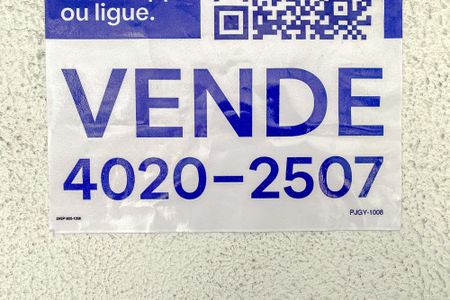 ou ligue.
VENDE
4020-2507
PJGY-1008